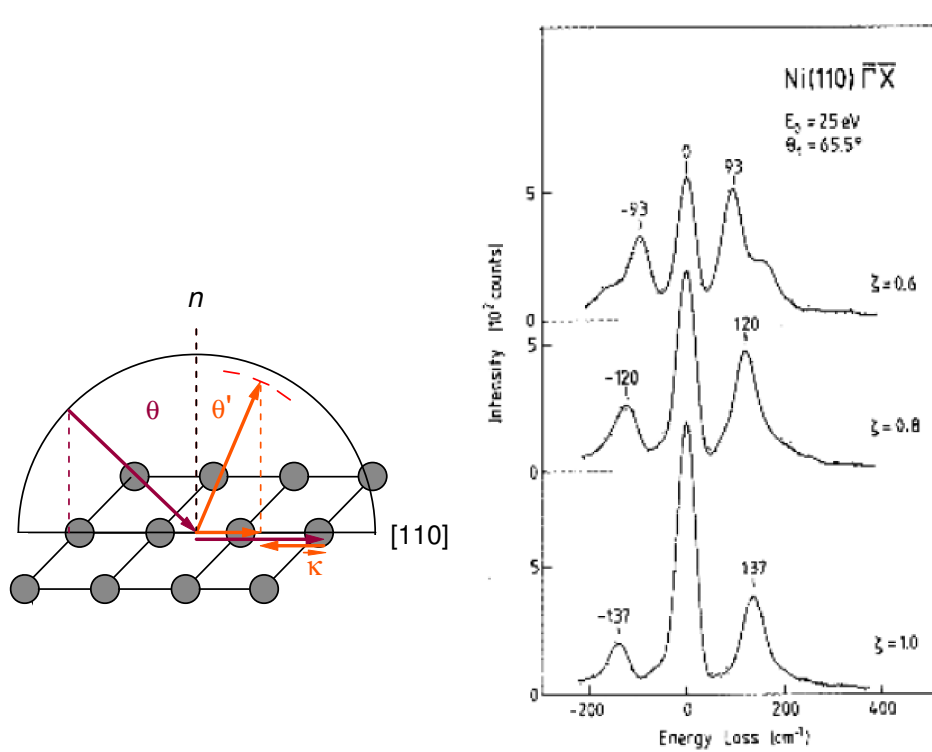 n
θ
θ'
[110]
κ
Ni(110) Γ̅X̅
E₀ = 25 eV
θ₁ = 65.5°
-93
0
93
ζ=0.6
-120
120
ζ=0.8
-137
137
ζ=1.0
5
0
5
0
5
0
Intensity [10² counts]
-200
0
200
400
Energy Loss (cm⁻¹)